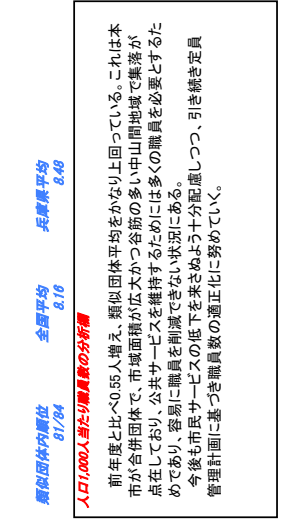 類似団体内順位 全国平均 兵庫県平均
81/84 8.16 8.48
人口1,000人当たり職員数の分析欄
前年度と比べ0.55人増え、類似団体平均をかなり上回っている。これは本
市が合併団体で、市域面積が広大かつ谷筋の多い中山間地域で集落が
点在しており、公共サービスを維持するためには多くの職員を必要とするた
めであり、容易に職員を削減できない状況にある。
今後も市民サービスの低下を来さぬよう十分配慮しつつ、引き続き定員
管理計画に基づき職員数の適正化に努めていく。